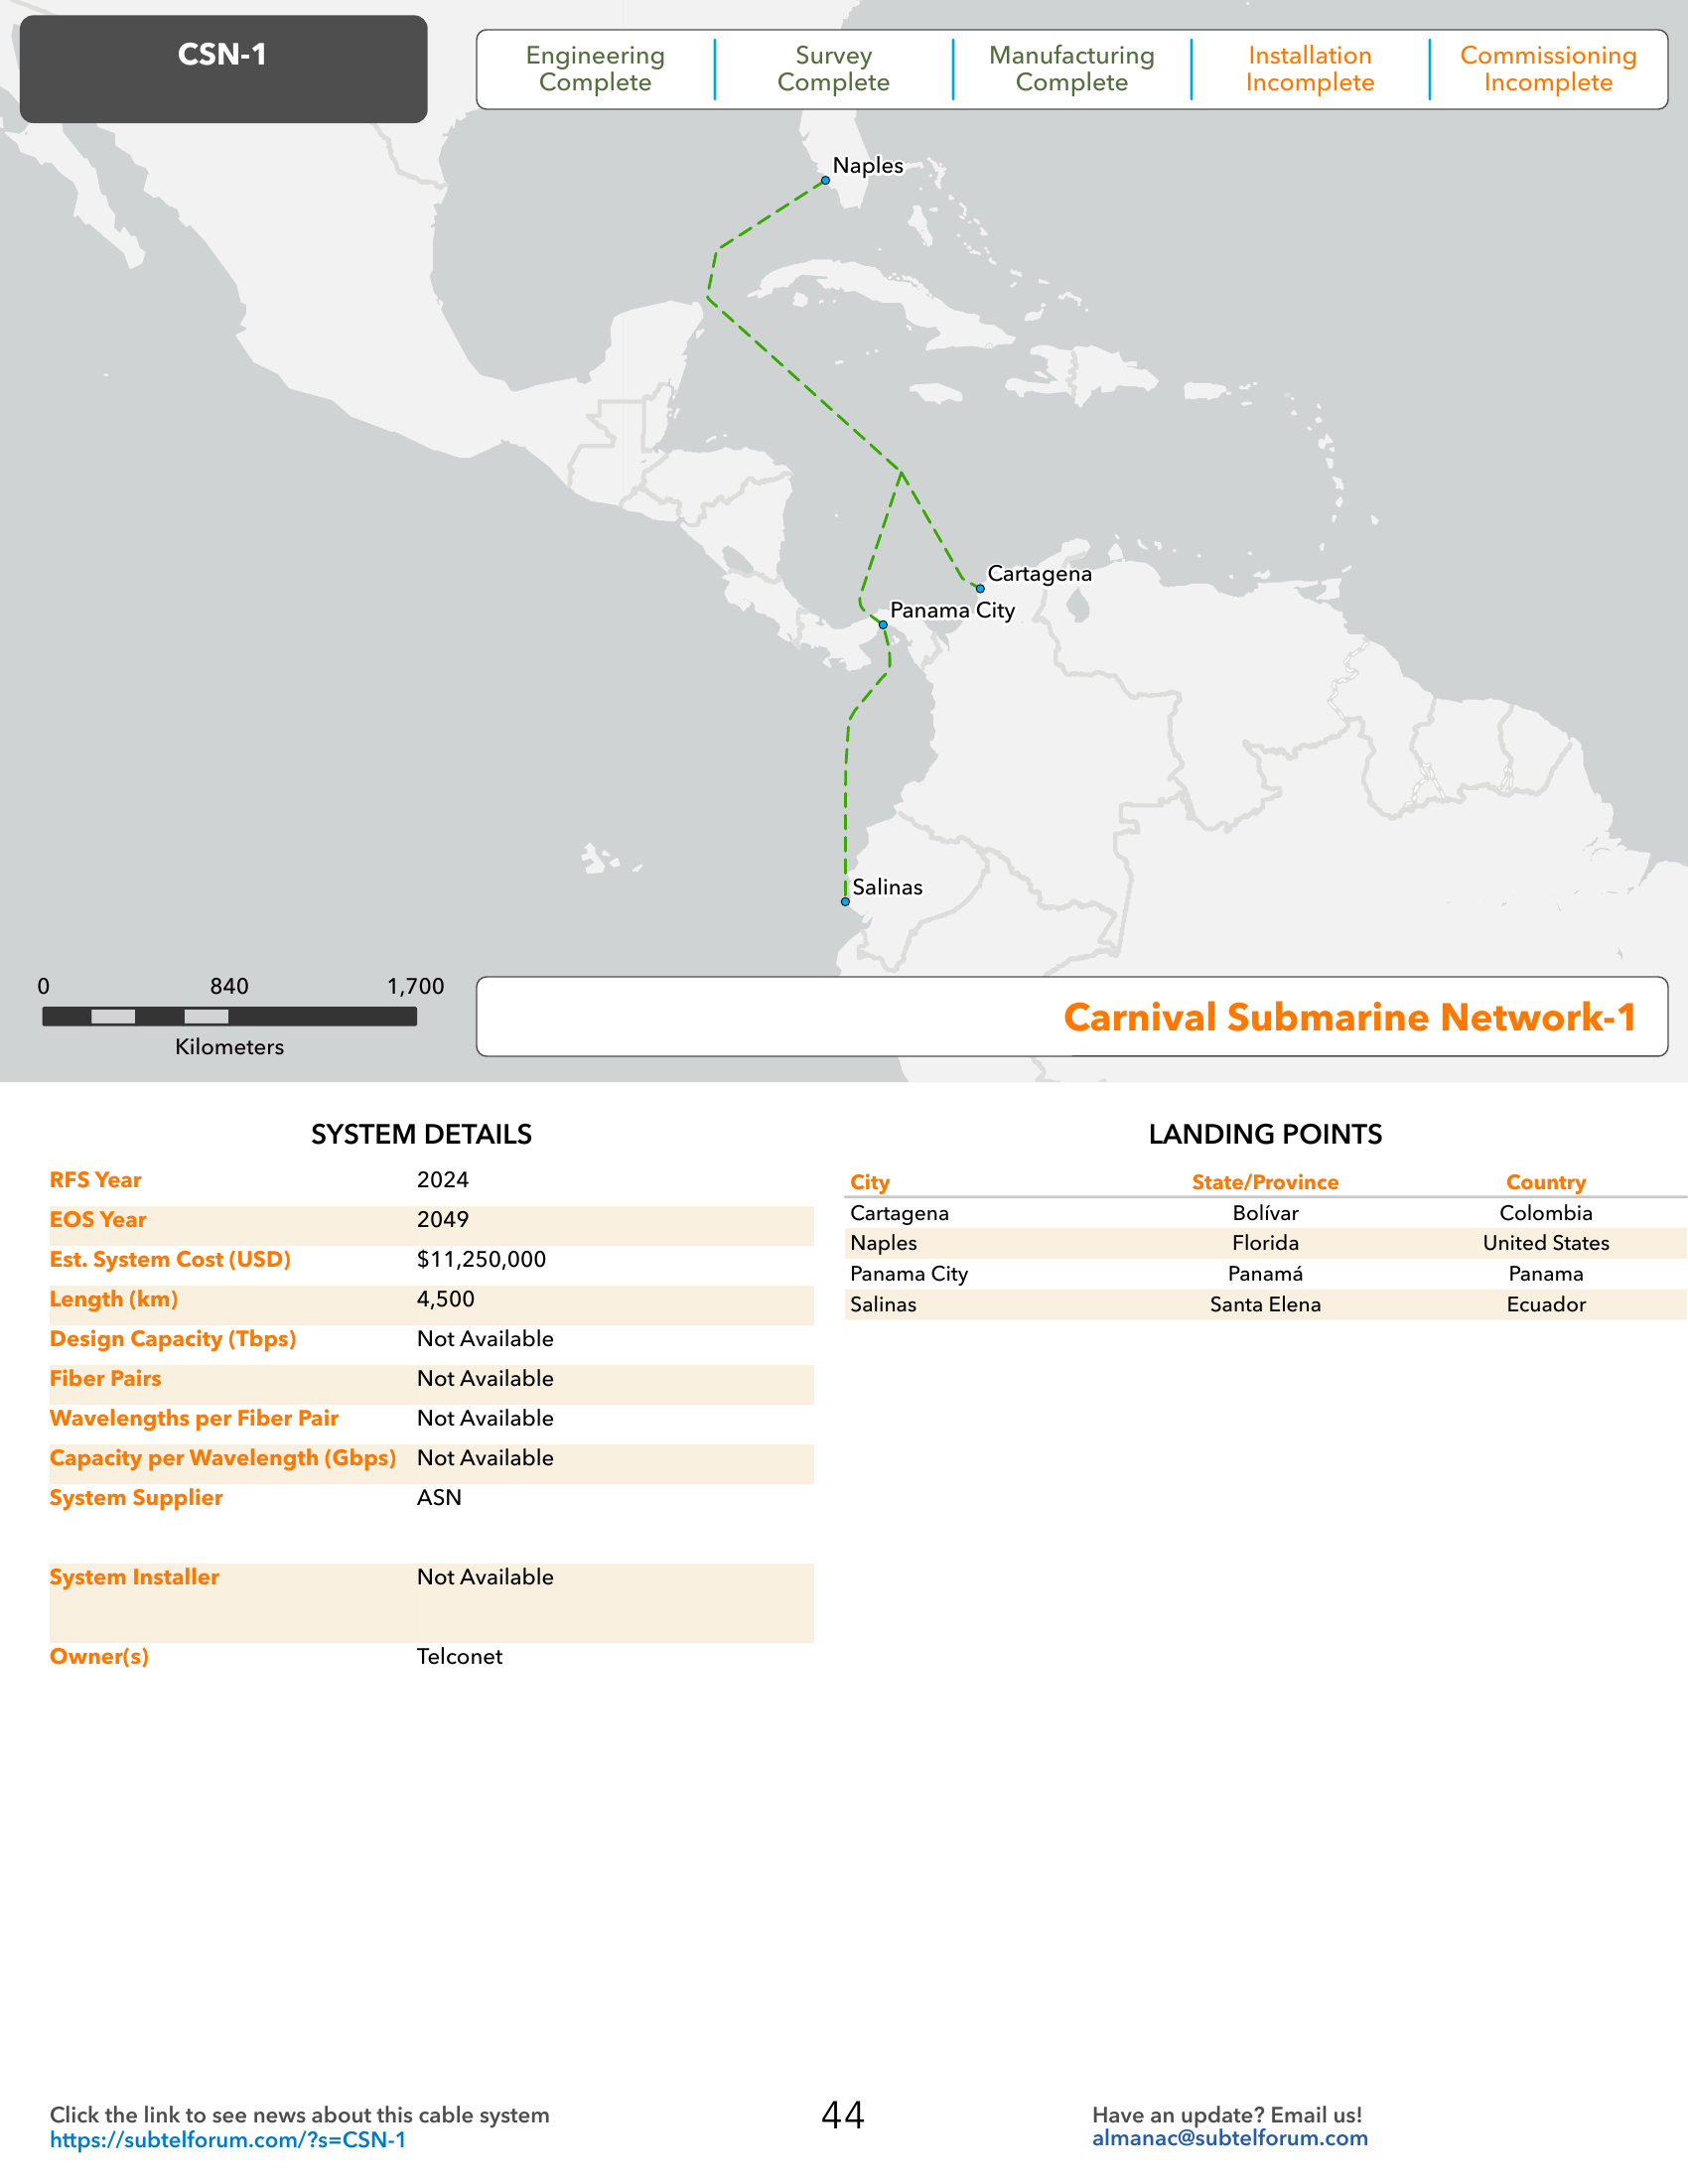 CSN-1
Engineering
Complete
Survey
Complete
Manufacturing
Complete
Installation
Incomplete
Commissioning
Incomplete
Naples
Cartagena
Panama City
Salinas
0 840 1,700
Kilometers
Carnival Submarine Network-1
SYSTEM DETAILS
RFS Year 2024
EOS Year 2049
Est. System Cost (USD) $11,250,000
Length (km) 4,500
Design Capacity (Tbps) Not Available
Fiber Pairs Not Available
Wavelengths per Fiber Pair Not Available
Capacity per Wavelength (Gbps) Not Available
System Supplier ASN
System Installer Not Available
Owner(s) Telconet
LANDING POINTS
City State/Province Country
Cartagena Bolívar Colombia
Naples Florida United States
Panama City Panamá Panama
Salinas Santa Elena Ecuador
Click the link to see news about this cable system
https://subtelforum.com/?s=CSN-1
44
Have an update? Email us!
almanac@subtelforum.com